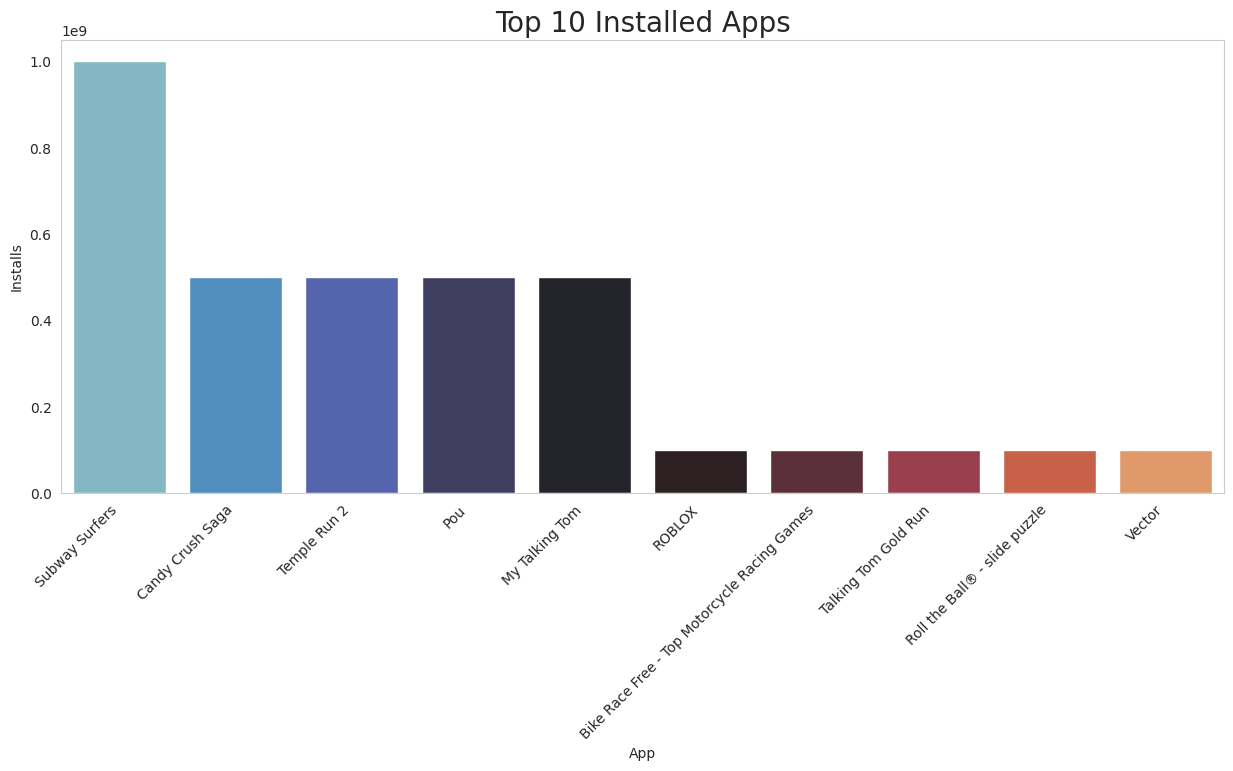 Top 10 Installed Apps
1e9
1.0
0.8
0.6
0.4
0.2
0.0
Installs
Subway Surfers
Candy Crush Saga
Temple Run 2
Pou
My Talking Tom
ROBLOX
Bike Race Free - Top Motorcycle Racing Games
Talking Tom Gold Run
Roll the Ball® - slide puzzle
Vector
App